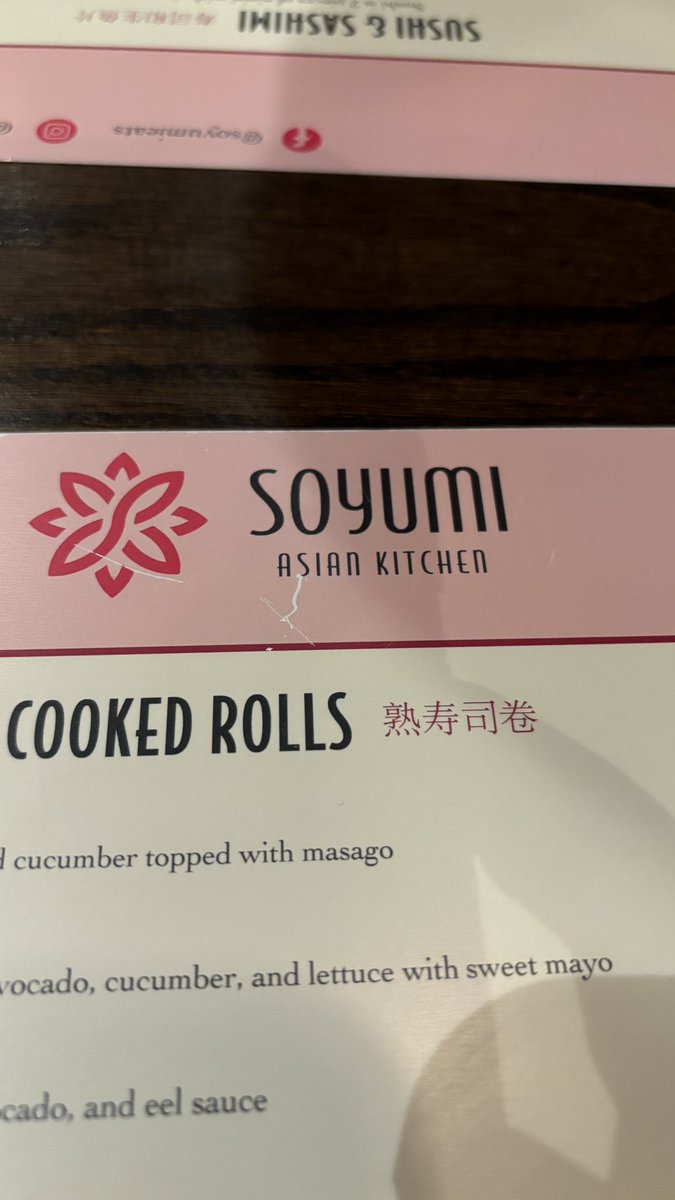 SUSHI & SASHIMI
@soyumieats
SOYUMI
ASIAN KITCHEN
COOKED ROLLS 熟寿司卷
cucumber topped with masago
vocado, cucumber, and lettuce with sweet mayo
cado, and eel sauce